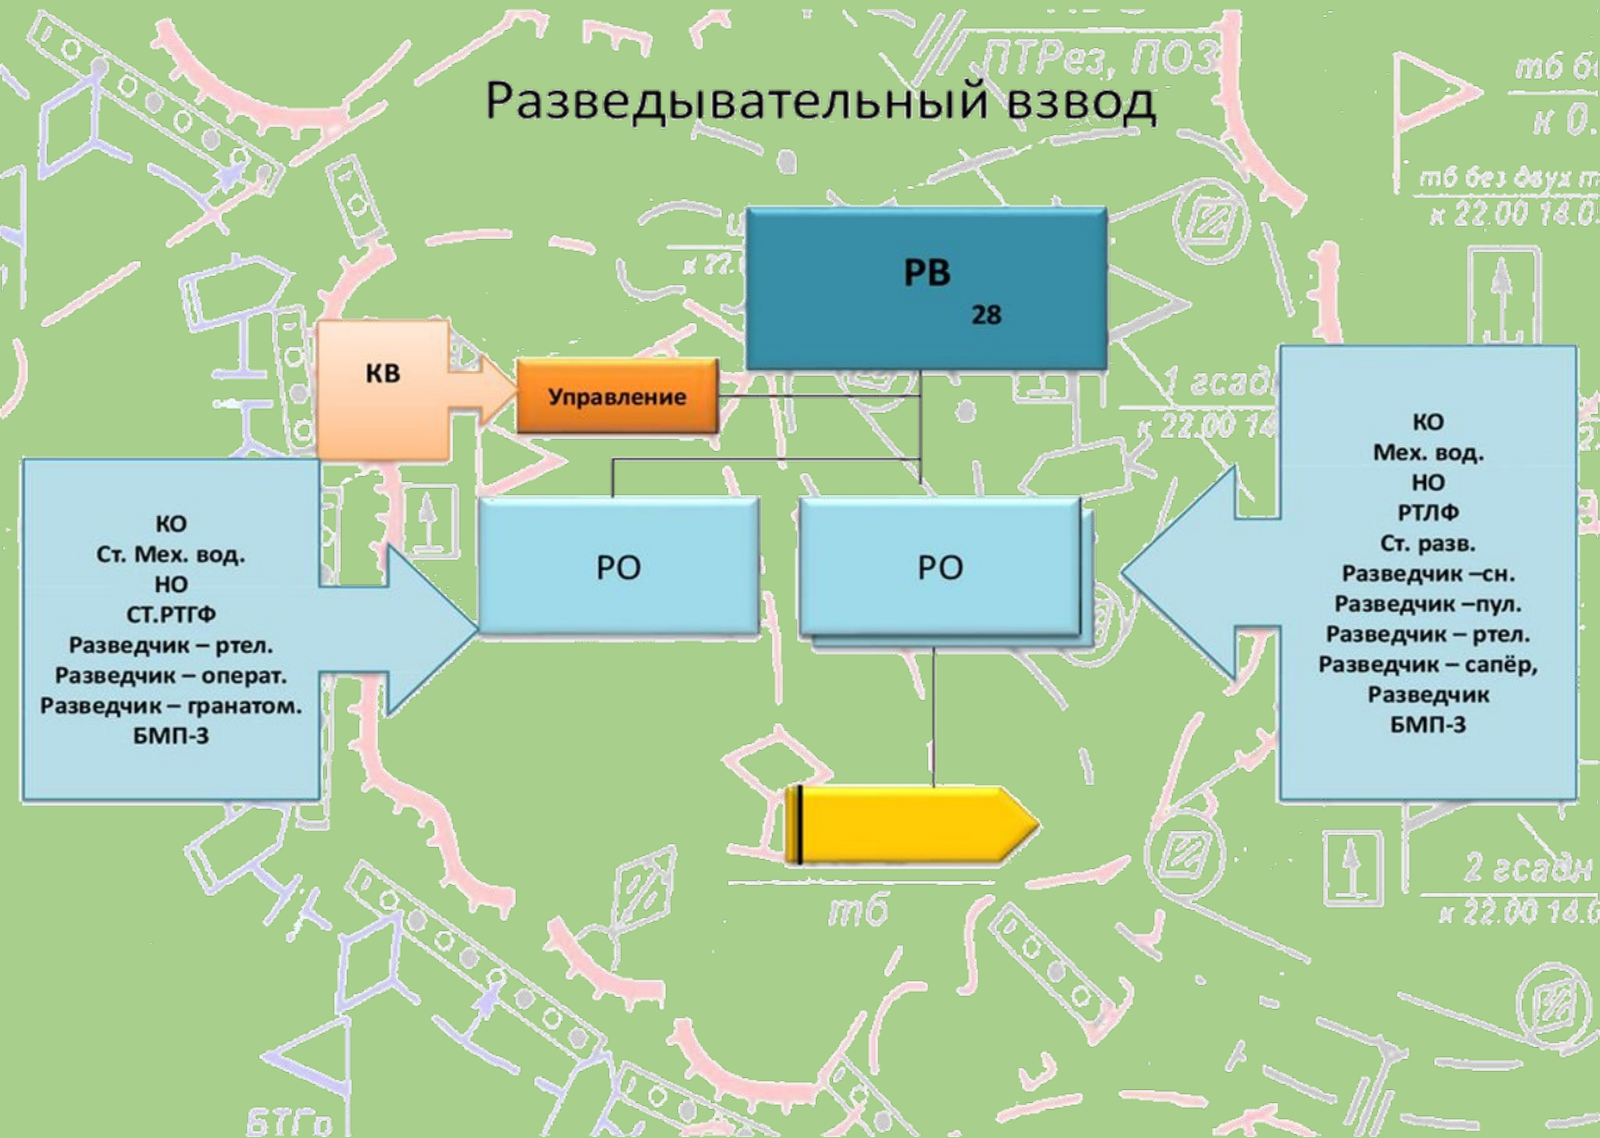 ПТРез, ПОЗ
Разведывательный взвод
к 0.
тб без двух т
к 22.00 14.0
РВ
28
к 22.
КВ
Управление
1 гсадн
к 22.00 14
КО
Мех. вод.
НО
РТЛФ
Ст. разв.
Разведчик –сн.
Разведчик –пул.
Разведчик – ртел.
Разведчик – сапёр,
Разведчик
БМП-3
КО
Ст. Мех. вод.
НО
СТ.РТГФ
Разведчик – ртел.
Разведчик – операт.
Разведчик – гранатом.
БМП-3
РО
РО
2 гсадн
к 22.00 14.0
тб
БТГр